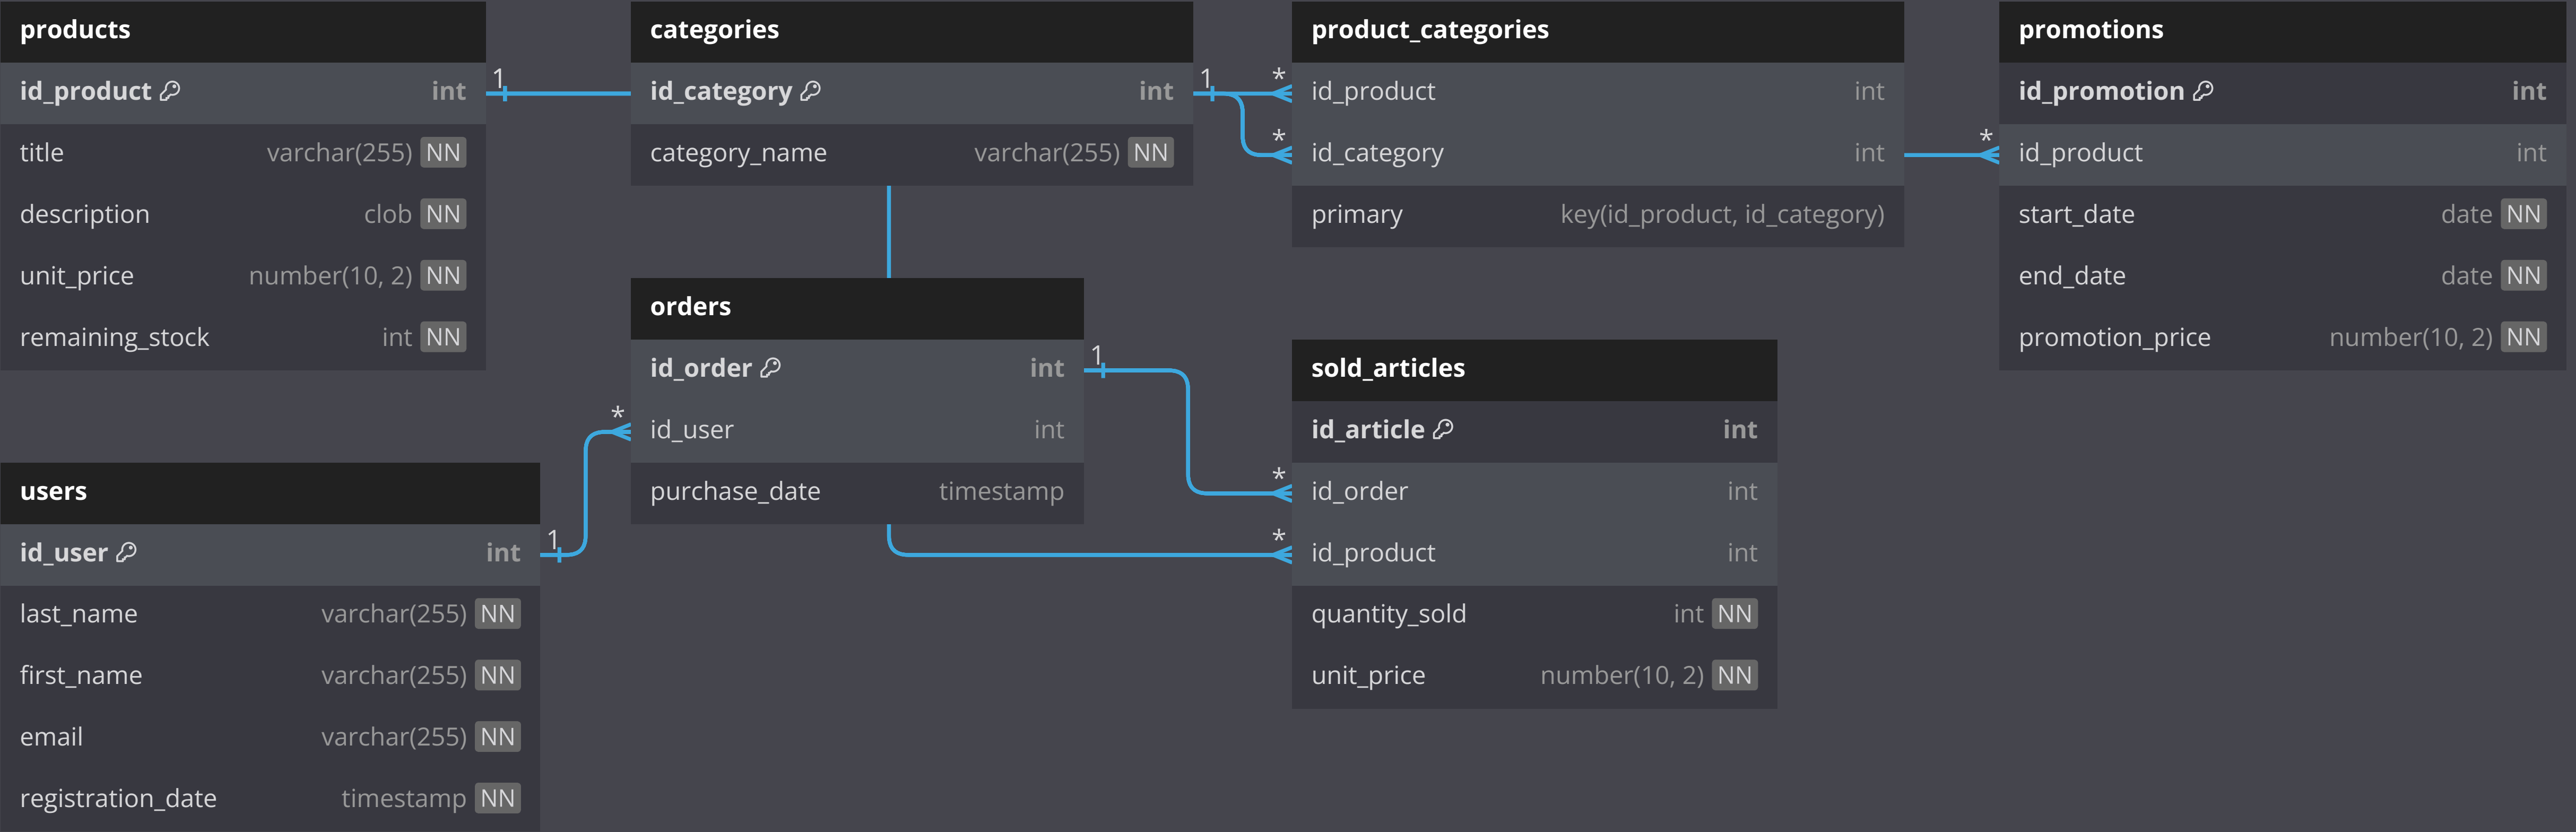 products
id_product int
title varchar(255) NN
description clob NN
unit_price number(10, 2) NN
remaining_stock int NN
1
categories
id_category int
category_name varchar(255) NN
1
*
*
product_categories
id_product int
id_category int
primary key(id_product, id_category)
*
promotions
id_promotion int
id_product int
start_date date NN
end_date date NN
promotion_price number(10, 2) NN
users
id_user int
last_name varchar(255) NN
first_name varchar(255) NN
email varchar(255) NN
registration_date timestamp NN
1
*
orders
id_order int
id_user int
purchase_date timestamp
1
*
*
sold_articles
id_article int
id_order int
id_product int
quantity_sold int NN
unit_price number(10, 2) NN